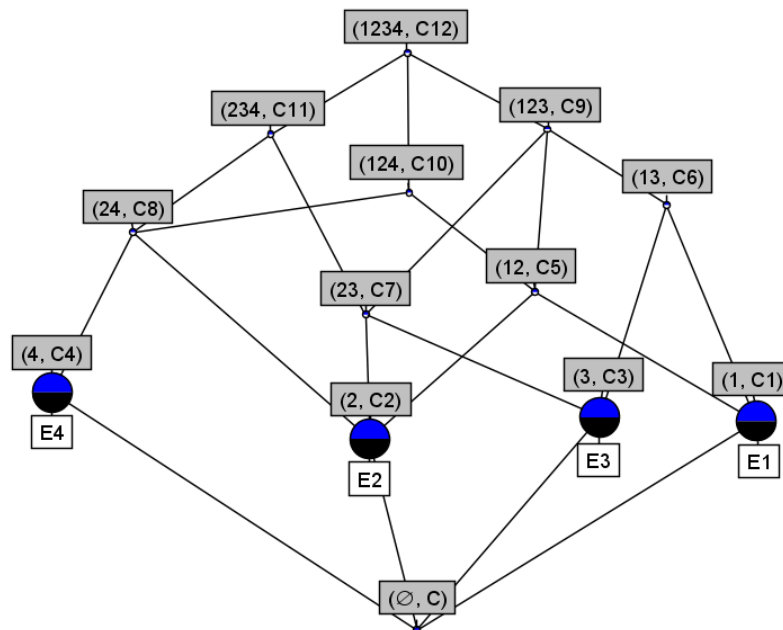 (1234, C12)
(234, C11)
(123, C9)
(124, C10)
(13, C6)
(24, C8)
(12, C5)
(23, C7)
(4, C4)
(3, C3)
(1, C1)
(2, C2)
E4
E3
E1
E2
(∅, C)